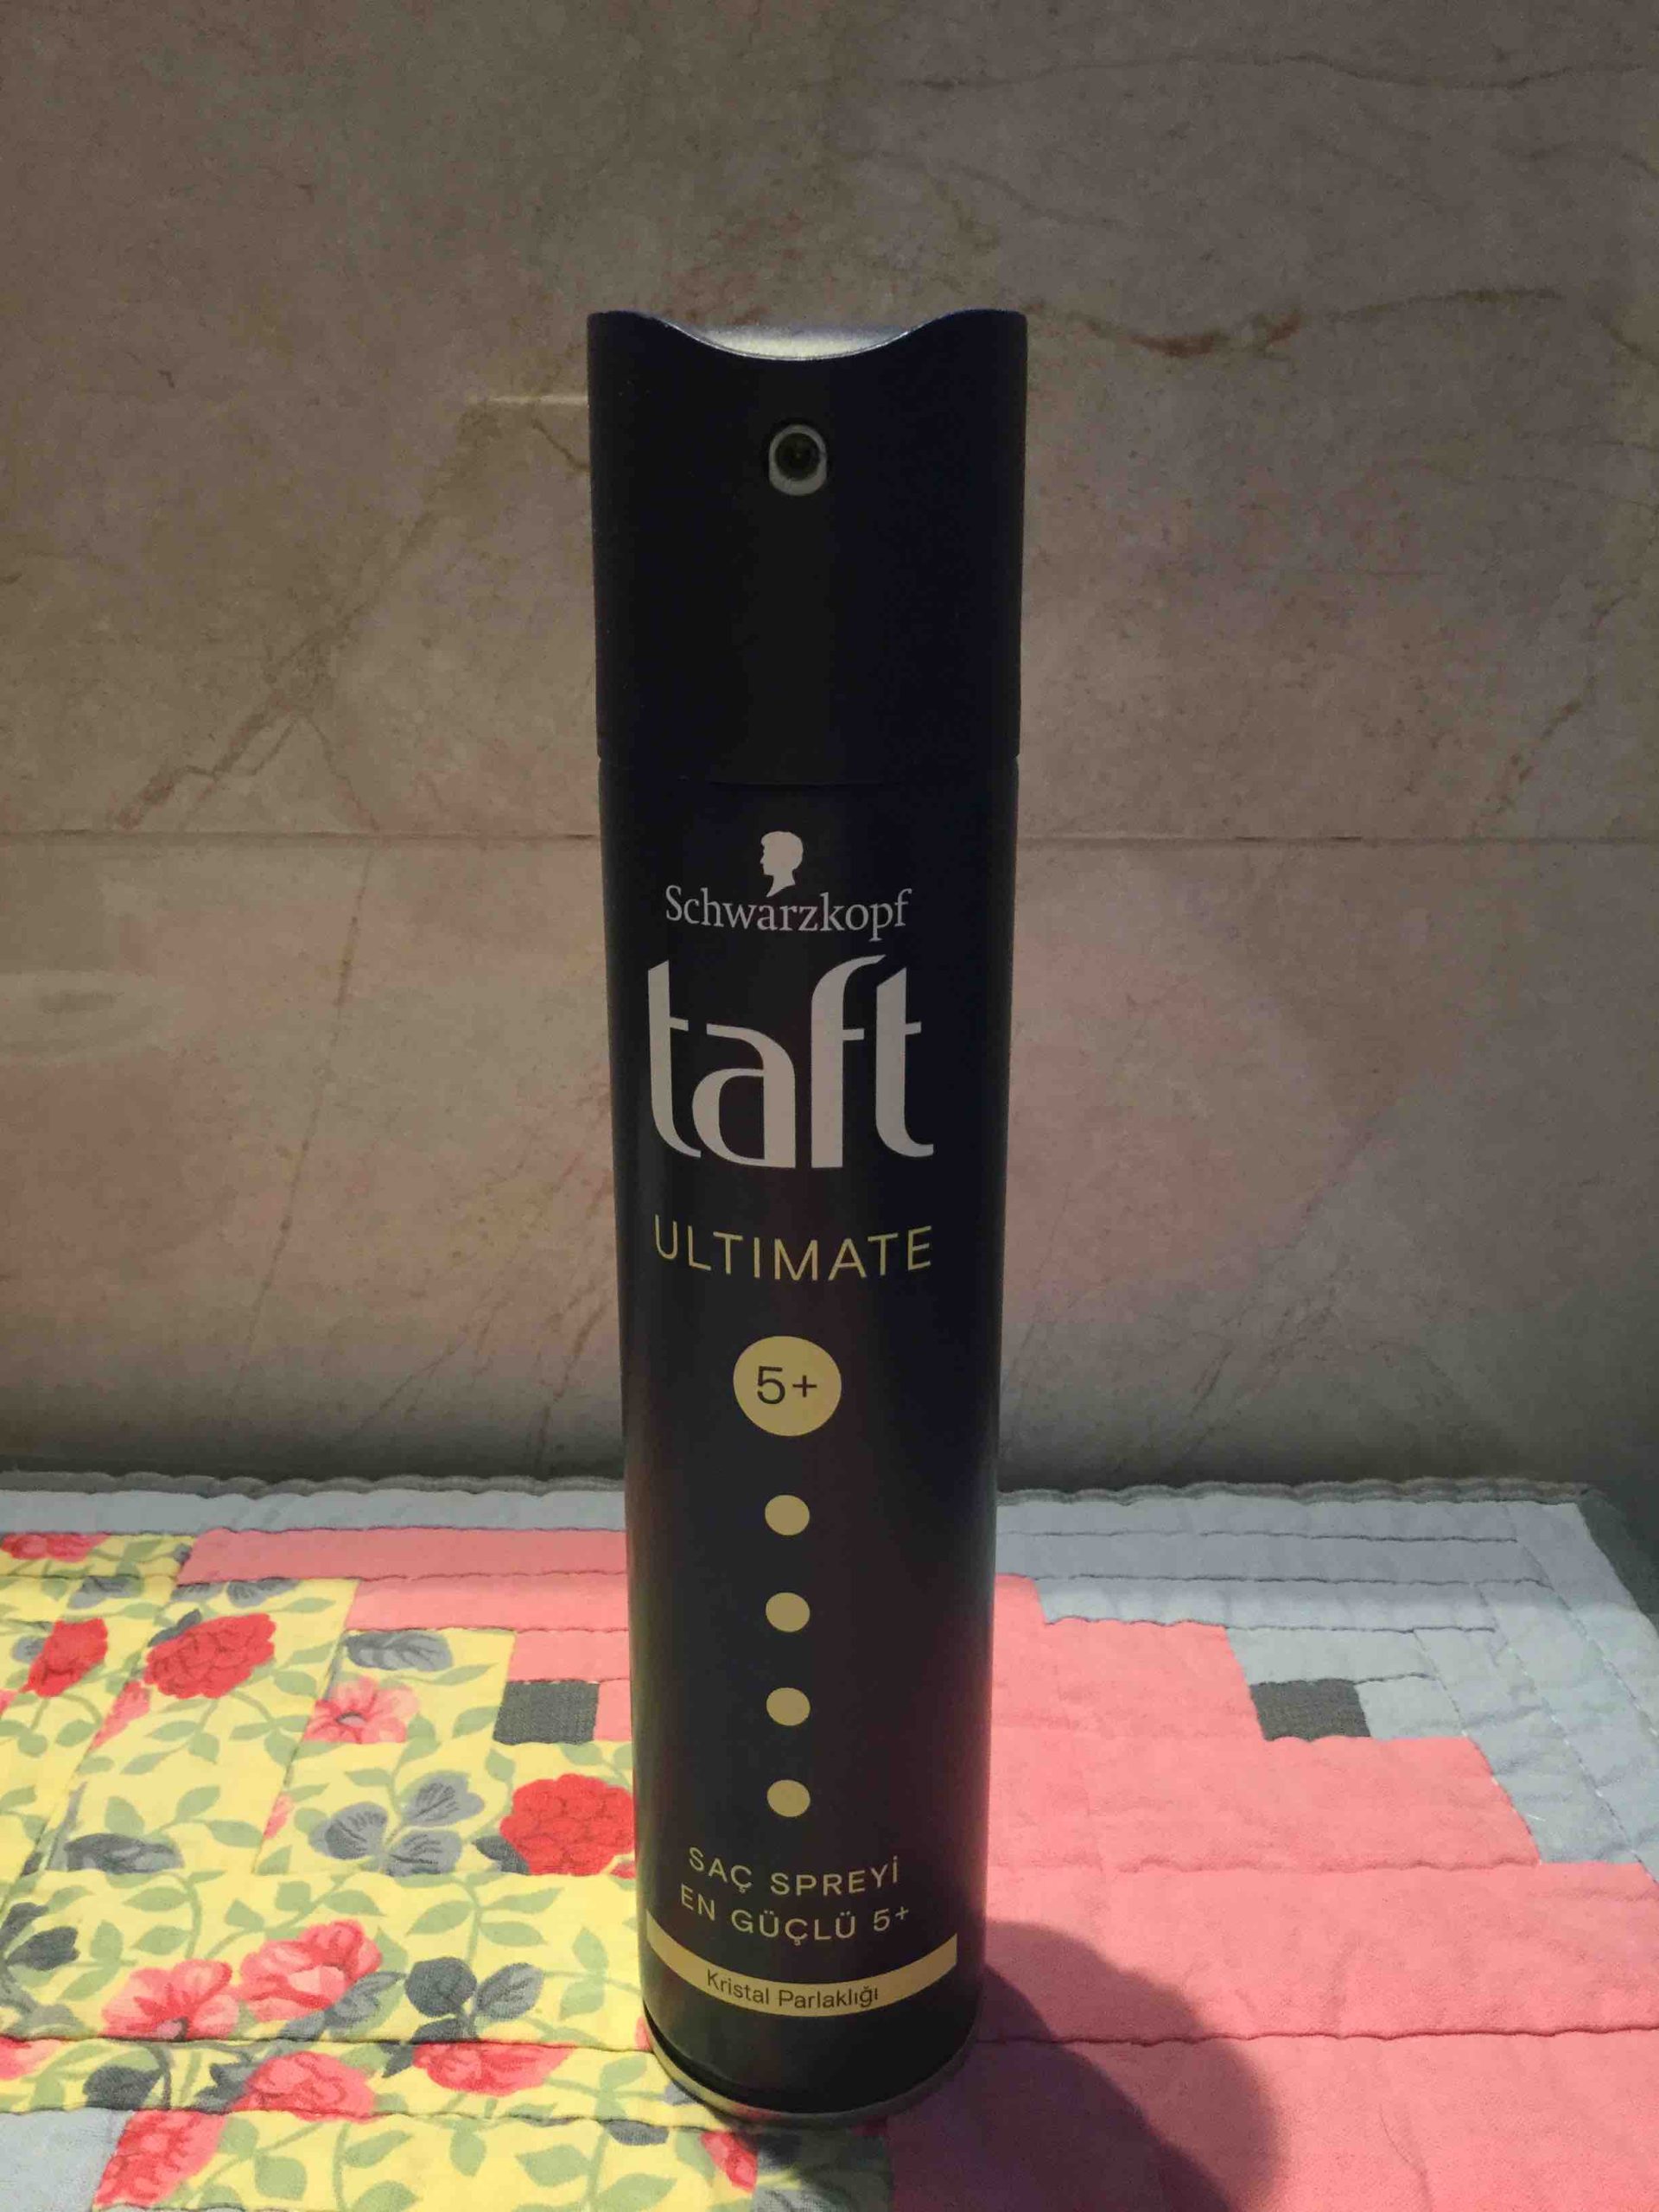 Schwarzkopf
taft
ULTIMATE
5+
SAÇ SPREYİ
EN GÜÇLÜ 5+
Kristal Parlaklığı